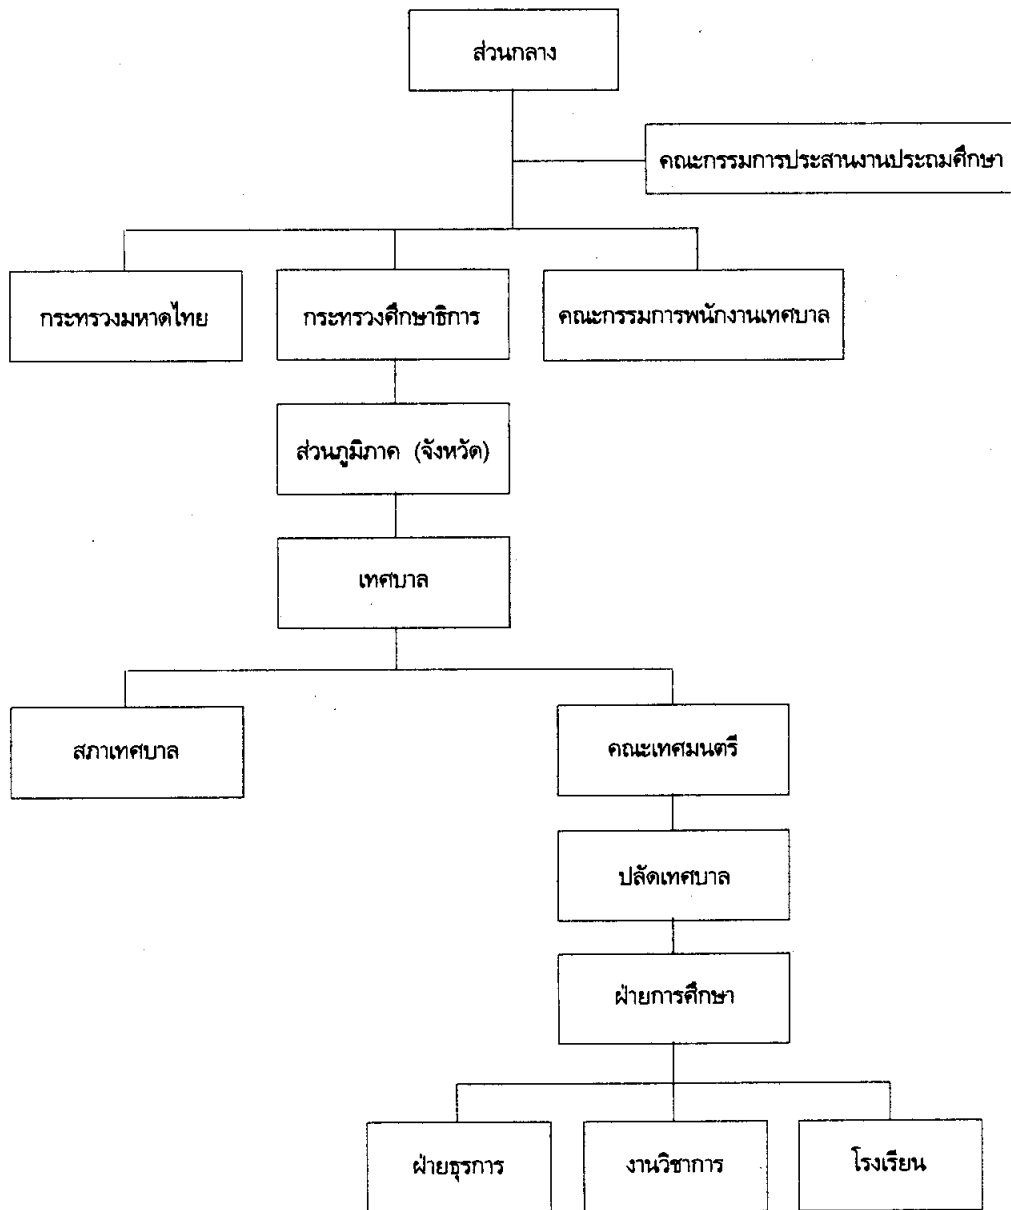 ส่วนกลาง
คณะกรรมการประสานงานประถมศึกษา
กระทรวงมหาดไทย
กระทรวงศึกษาธิการ
คณะกรรมการพนักงานเทศบาล
ส่วนภูมิภาค (จังหวัด)
เทศบาล
สภาเทศบาล
คณะเทศมนตรี
ปลัดเทศบาล
ฝ่ายการศึกษา
ฝ่ายธุรการ
งานวิชาการ
โรงเรียน